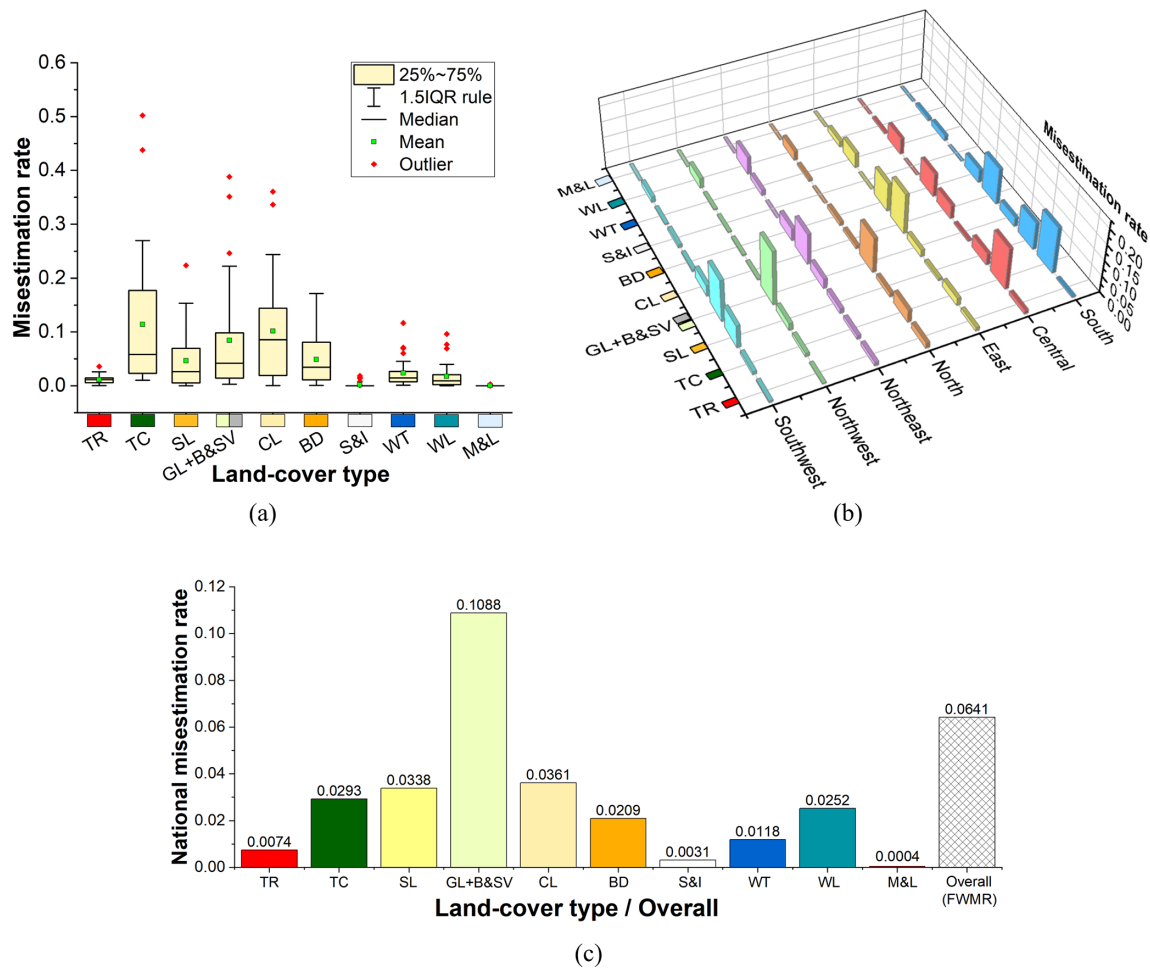 0.6
0.5
0.4
0.3
0.2
0.1
0.0
Misestimation rate
25%~75%
1.5IQR rule
Median
Mean
Outlier
TR
TC
SL
GL+B&SV
CL
BD
S&I
WT
WL
M&L
Land-cover type
(a)
M&L
WL
WT
S&I
BD
CL
GL+B&SV
SL
TC
TR
Southwest
Northwest
Northeast
North
East
Central
South
Misestimation rate
0.20
0.15
0.10
0.05
0.00
(b)
0.12
0.10
0.08
0.06
0.04
0.02
0.00
National misestimation rate
0.0074
0.0293
0.0338
0.1088
0.0361
0.0209
0.0031
0.0118
0.0252
0.0004
0.0641
TR
TC
SL
GL+B&SV
CL
BD
S&I
WT
WL
M&L
Overall
(FWMR)
Land-cover type / Overall
(c)